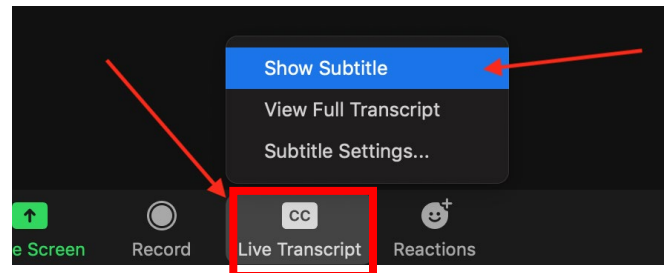 Show Subtitle
View Full Transcript
Subtitle Settings...
CC
e Screen Record Live Transcript Reactions